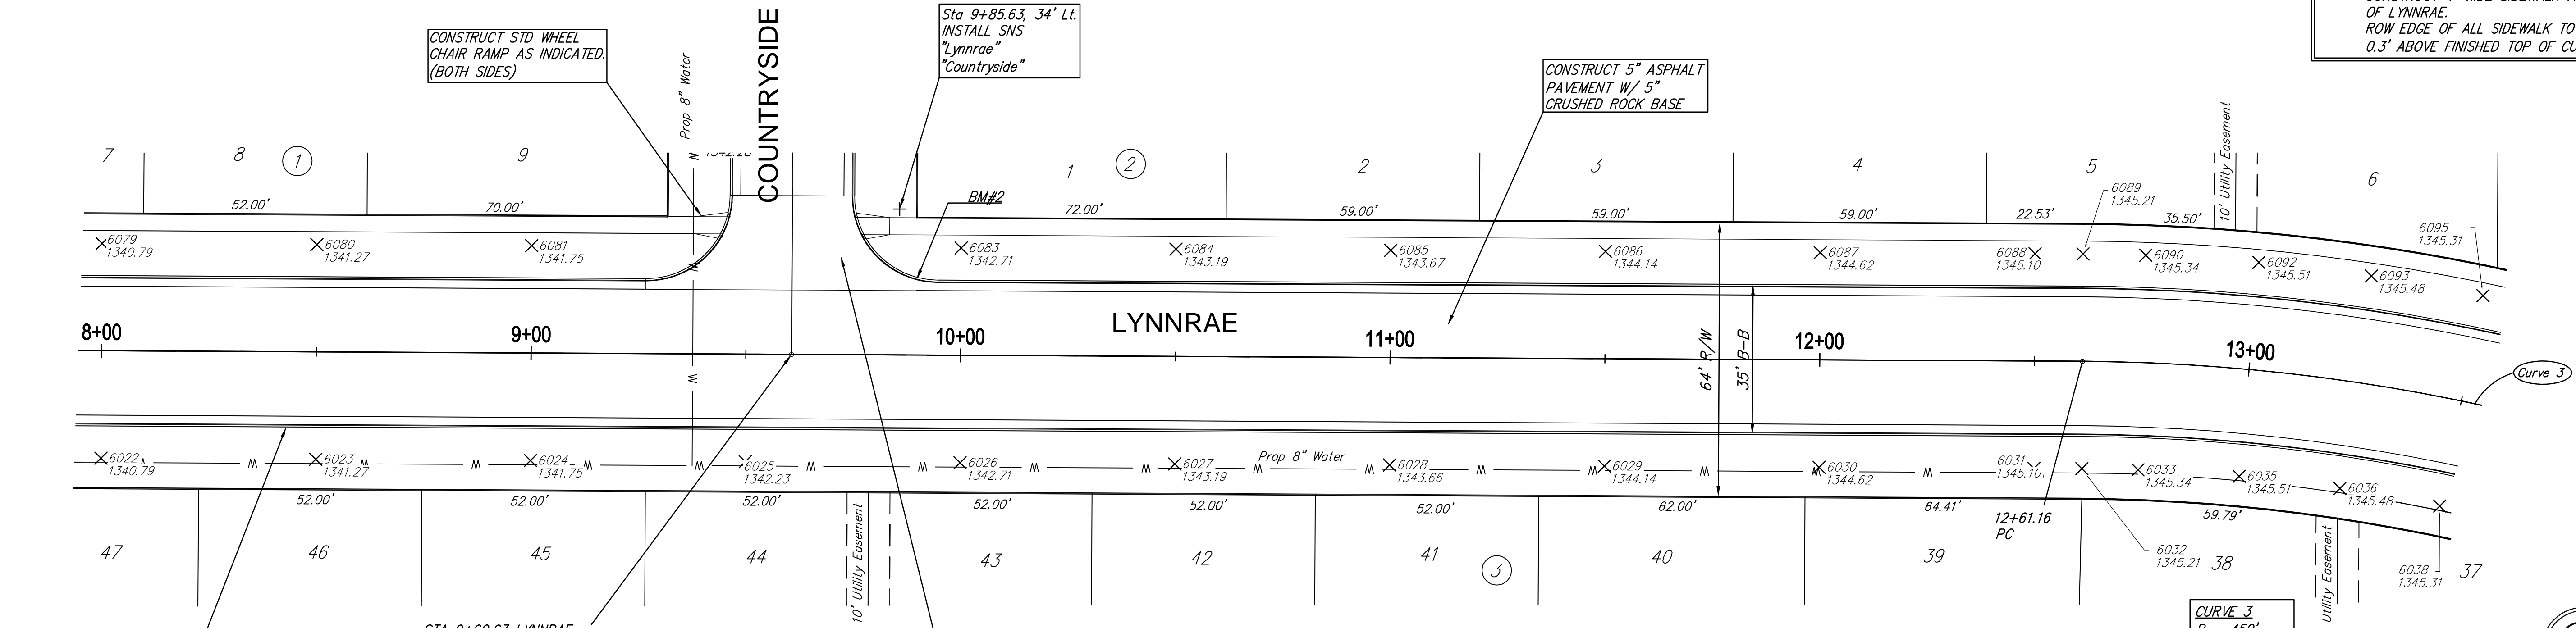 CONSTRUCT STD WHEEL
CHAIR RAMP AS INDICATED.
(BOTH SIDES)
Prop 8" Water
COUNTRYSIDE
Sta 9+85.63, 34' Lt.
INSTALL SNS
"Lynnrae"
"Countryside"
CONSTRUCT 5" ASPHALT
PAVEMENT W/ 5"
CRUSHED ROCK BASE
OF LYNNRAE.
ROW EDGE OF ALL SIDEWALK TO
0.3' ABOVE FINISHED TOP OF
10' Utility Easement
7 8 1 9 1 2 2 3 4 5 6
52.00' 70.00' BM#2 72.00' 59.00' 59.00' 59.00' 22.53' 35.50'
6079
1340.79
6080
1341.27
6081
1341.75
6083
1342.71
6084
1343.19
6085
1343.67
6086
1344.14
6087
1344.62
6088
1345.10
6089
1345.21
6090
1345.34
6092
1345.51
6093
1345.48
6095
1345.31
W
W
LYNNRAE
8+00 9+00 10+00 11+00 12+00 13+00
64' R/W
35' B-B
Curve 3
6022
1340.79
6023
1341.27
6024
1341.75
6025
1342.23
6026
1342.71
6027
1343.19
Prop 8" Water
6028
1343.66
6029
1344.14
6030
1344.62
6031
1345.10
6033
1345.34
6035
1345.51
6036
1345.48
W W W W W W W W W W W W W
52.00' 52.00' 52.00' 52.00' 52.00' 52.00' 62.00' 64.41' 59.79'
12+61.16
PC
6032
1345.21
6038
1345.31
10' Utility Easement
Utility Easement
47 46 45 44 43 42 41 3 40 39 38 37
CURVE 3